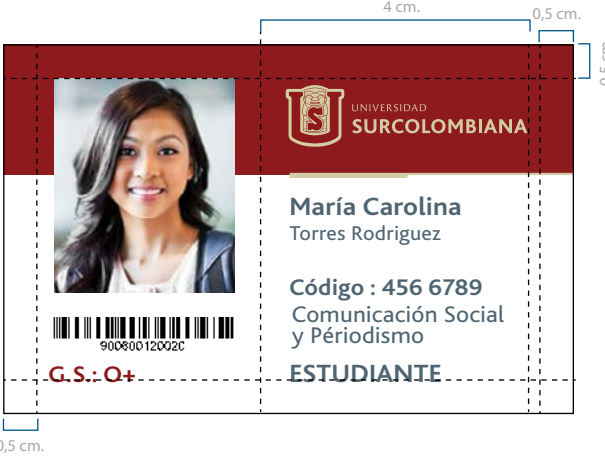 4 cm.
0,5 cm.
0,5 cm.
UNIVERSIDAD
SURCOLOMBIANA
María Carolina
Torres Rodriguez
Código : 456 6789
Comunicación Social
y Périodismo
ESTUDIANTE
90080012002C
G.S.: O+
0,5 cm.